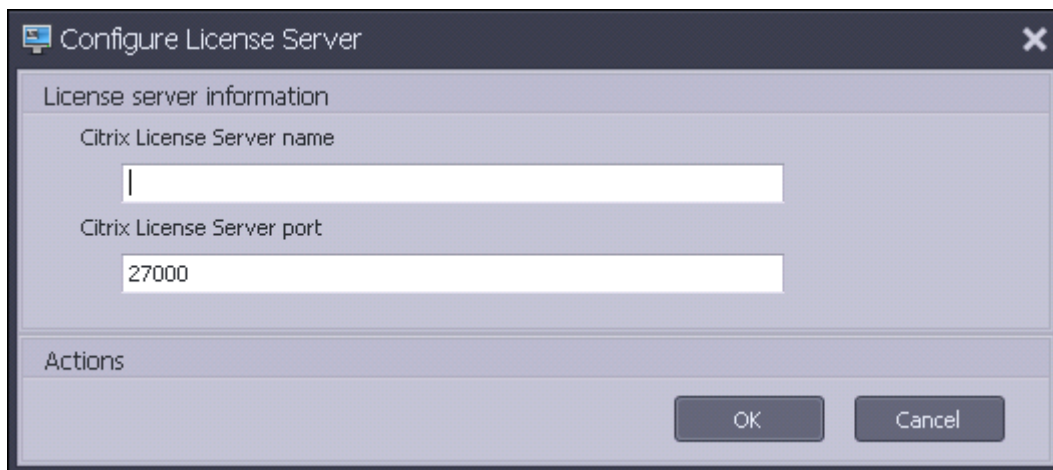 Configure License Server
License server information
Citrix License Server name
Citrix License Server port
27000
Actions
OK
Cancel